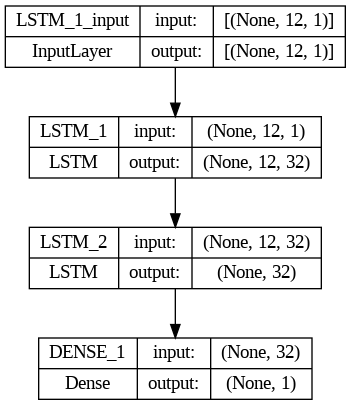 LSTM_1_input input: [(None, 12, 1)]
InputLayer output: [(None, 12, 1)]
LSTM_1 input: (None, 12, 1)
LSTM output: (None, 12, 32)
LSTM_2 input: (None, 12, 32)
LSTM output: (None, 32)
DENSE_1 input: (None, 32)
Dense output: (None, 1)